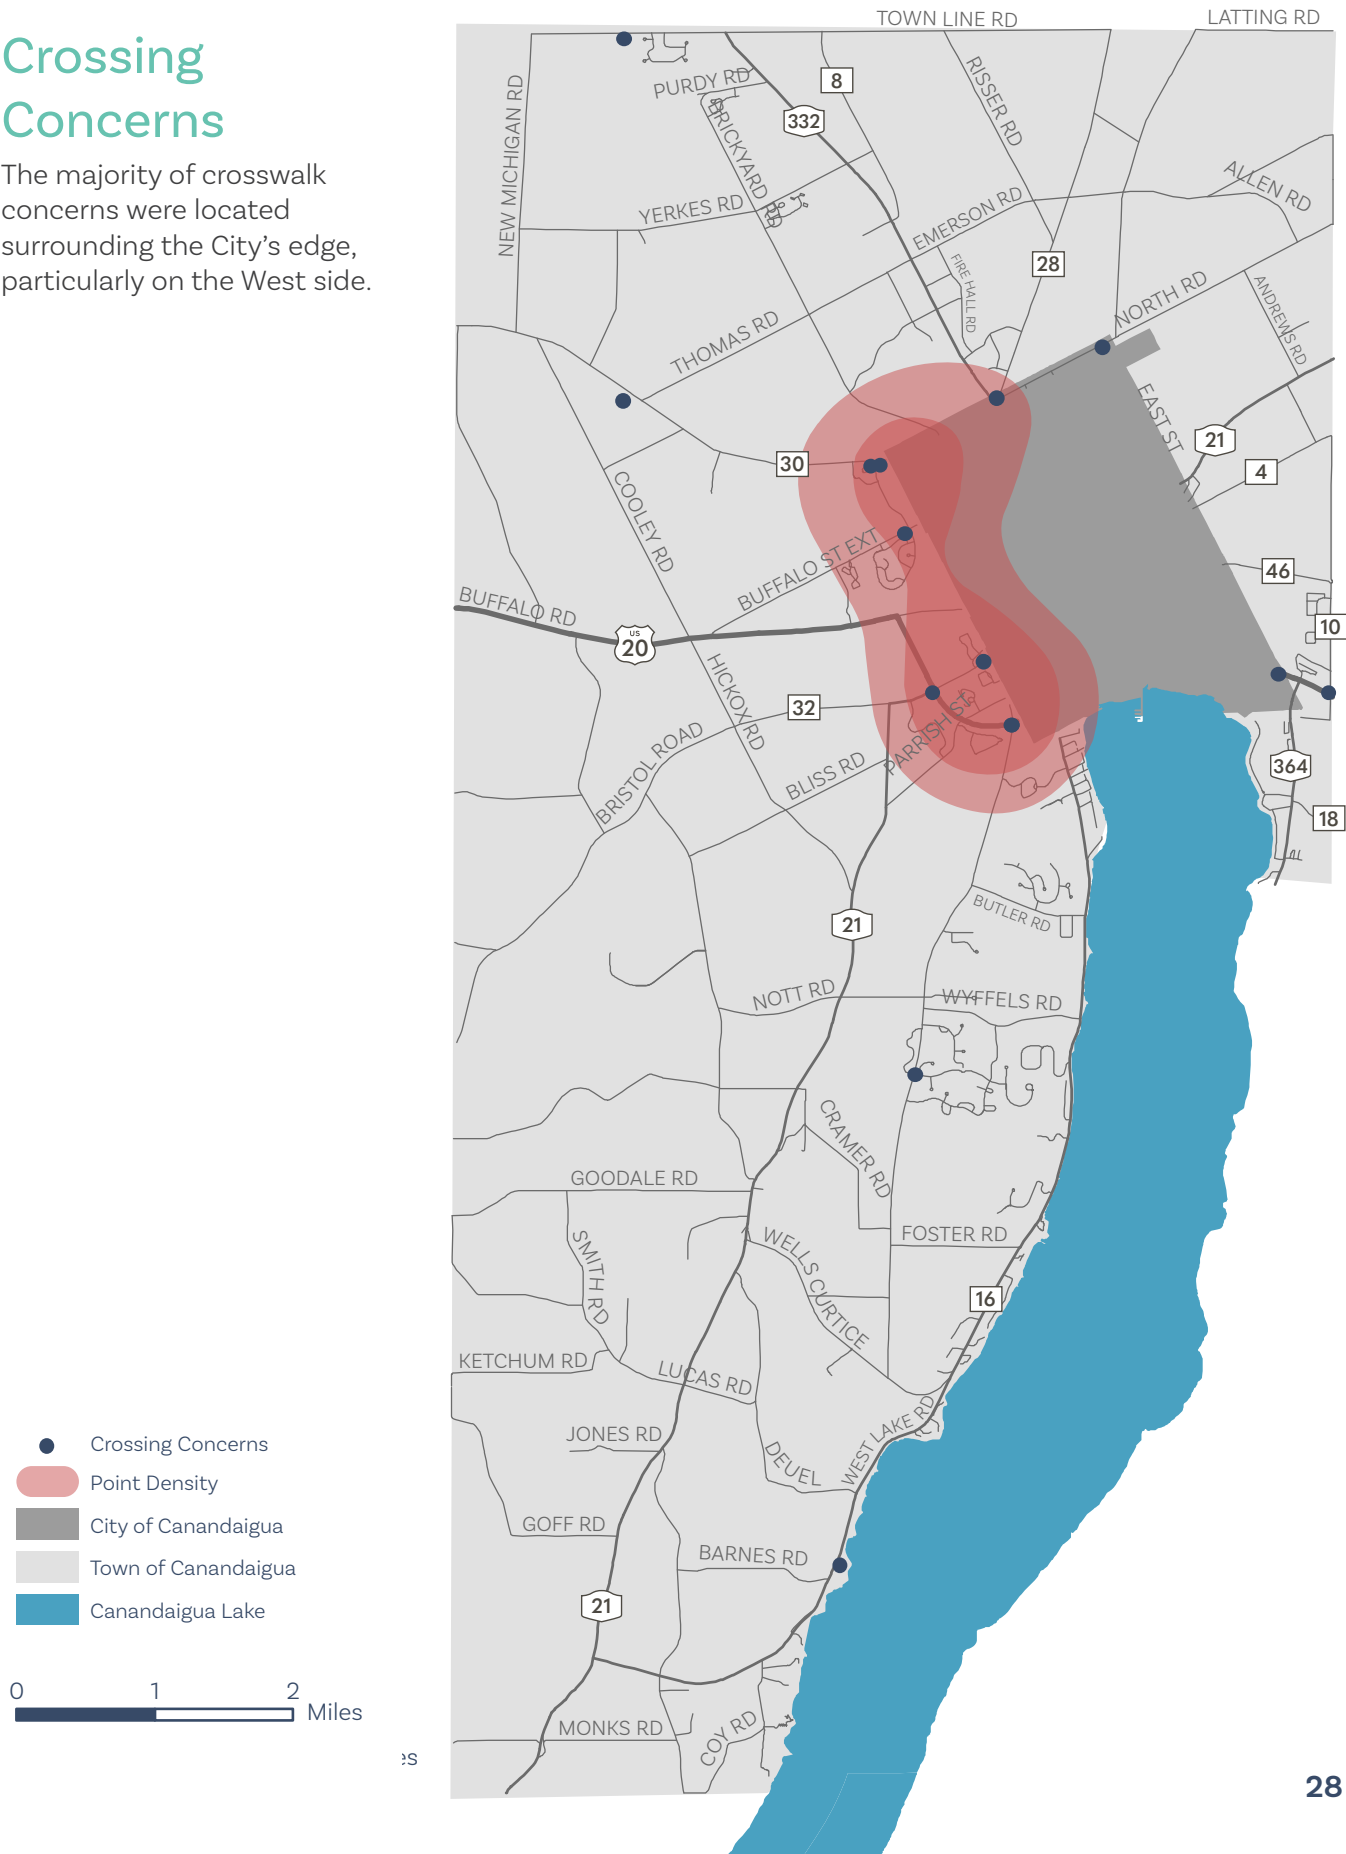 Crossing
Concerns
The majority of crosswalk
concerns were located
surrounding the City's edge,
particularly on the West side.
TOWN LINE RD
LATTING RD
NEW MICHIGAN RD
PURDY RD
8
332
RISSER RD
BRICKYARD RD
ALLEN RD
YERKES RD
EMERSON RD
28
FIRE HALL RD
NORTH RD
ANDREWS RD
THOMAS RD
EAST ST
21
4
30
COOLEY RD
BUFFALO ST EXT
46
BUFFALO RD
10
US
20
HICKOX RD
32
PARRISH ST
BRISTOL ROAD
BLISS RD
364
18
21
BUTLER RD
NOTT RD
WYFFELS RD
CRAMER RD
GOODALE RD
FOSTER RD
SMITH RD
WELLS CURTICE
16
KETCHUM RD
LUCAS RD
WEST LAKE RD
JONES RD
DEUEL
GOFF RD
BARNES RD
21
MONKS RD
COY RD
Crossing Concerns
Point Density
City of Canandaigua
Town of Canandaigua
Canandaigua Lake
0 1 2
Miles
es
28